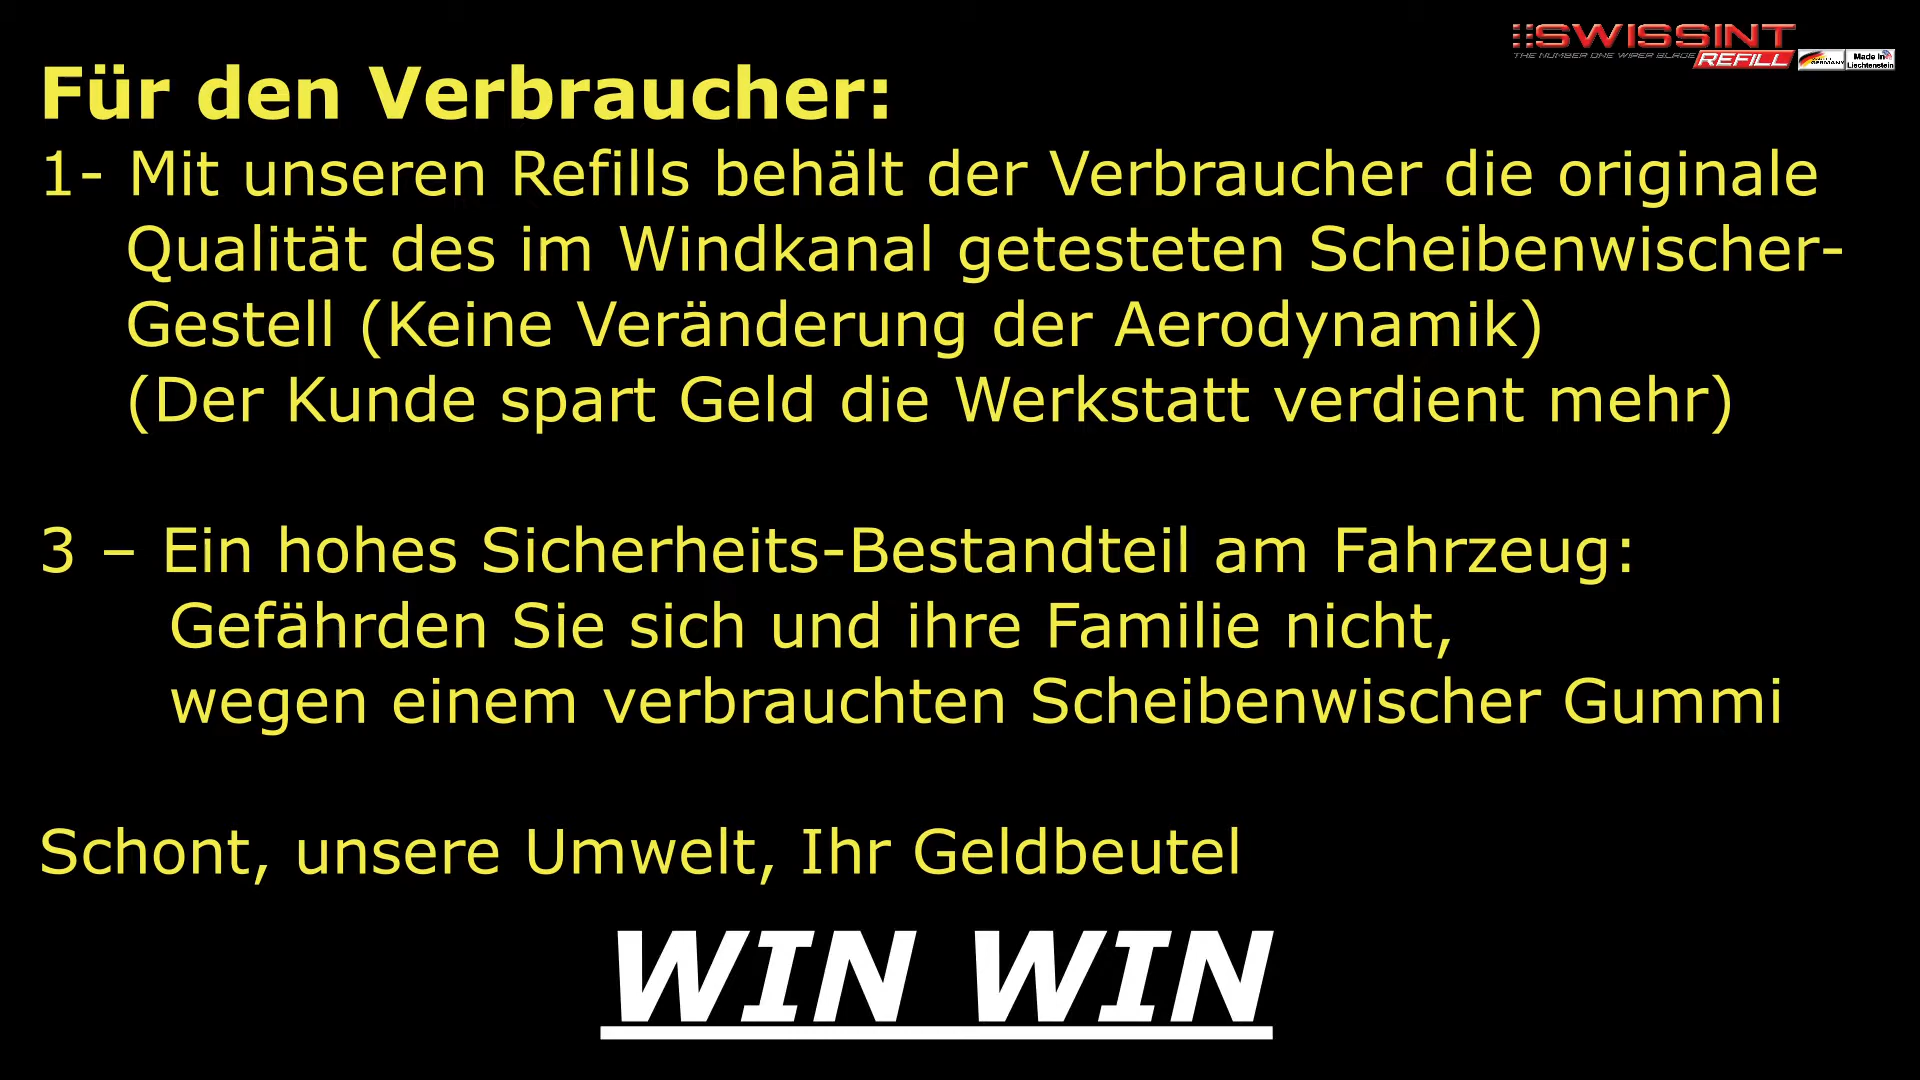 SWISSINT
THE NUMBER ONE WIPER BLADE
REFILL
GERMANY
Made in
Liechtenstein
Für den Verbraucher:
1- Mit unseren Refills behält der Verbraucher die originale
Qualität des im Windkanal getesteten Scheibenwischer-
Gestell (Keine Veränderung der Aerodynamik)
(Der Kunde spart Geld die Werkstatt verdient mehr)
3 – Ein hohes Sicherheits-Bestandteil am Fahrzeug:
Gefährden Sie sich und ihre Familie nicht,
wegen einem verbrauchten Scheibenwischer Gummi
Schont, unsere Umwelt, Ihr Geldbeutel
WIN WIN